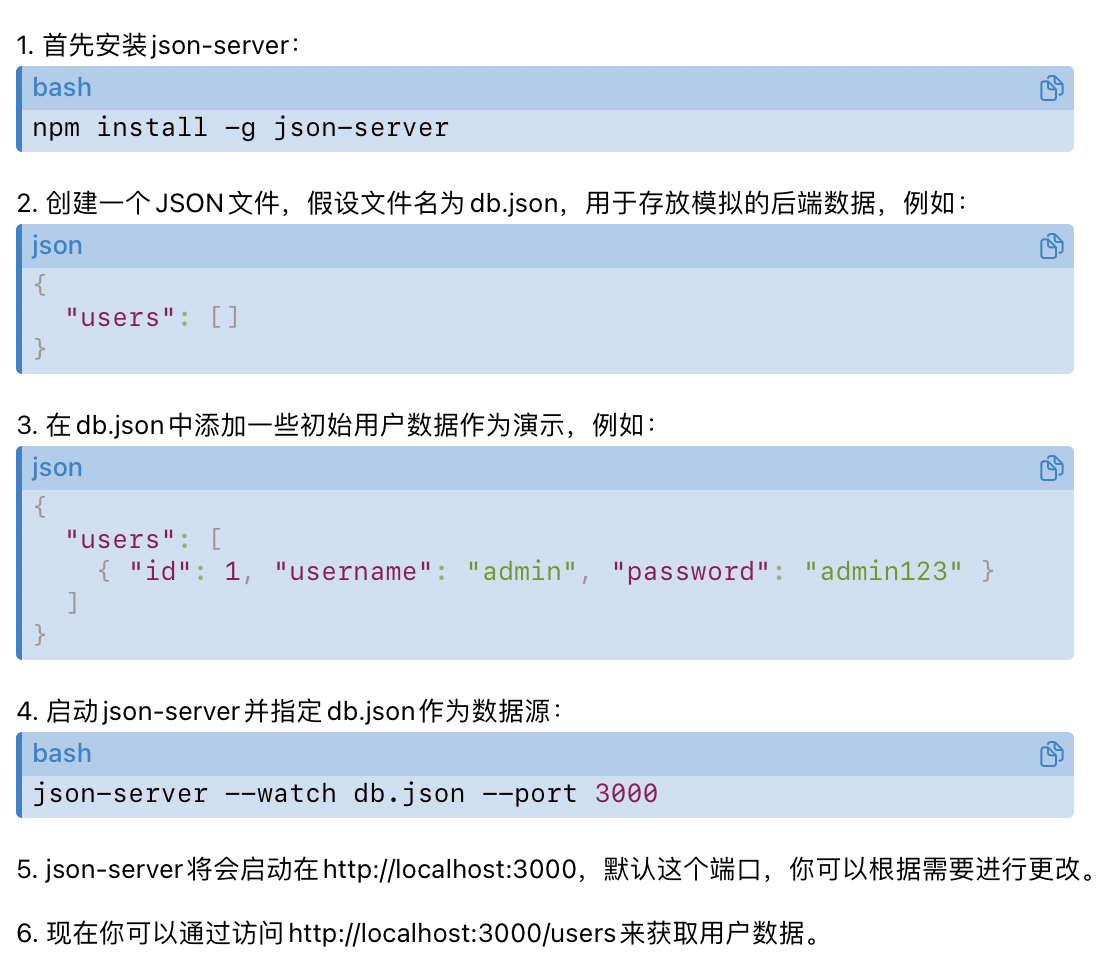 1. 首先安装json-server：
bash
npm install -g json-server
2. 创建一个JSON文件，假设文件名为db.json，用于存放模拟的后端数据，例如：
json
{
  "users": []
}
3. 在db.json中添加一些初始用户数据作为演示，例如：
json
{
  "users": [
    { "id": 1, "username": "admin", "password": "admin123" }
  ]
}
4. 启动json-server并指定db.json作为数据源：
bash
json-server --watch db.json --port 3000
5. json-server将会启动在http://localhost:3000，默认这个端口，你可以根据需要进行更改。
6. 现在你可以通过访问http://localhost:3000/users来获取用户数据。